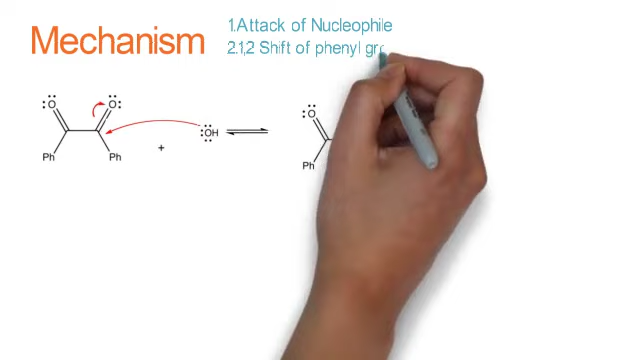 Mechanism
1.Attack of Nucleophile
2.1,2 Shift of phenyl
O
O
OH
O
Ph
Ph
+
Ph